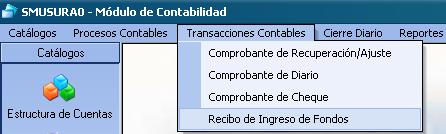 SMUSURA0 - Módulo de Contabilidad
Catálogos Procesos Contables Transacciones Contables Cierre Diario Reportes
Catálogos
Comprobante de Recuperación/Ajuste
Comprobante de Diario
Comprobante de Cheque
Estructura de Cuentas
Recibo de Ingreso de Fondos